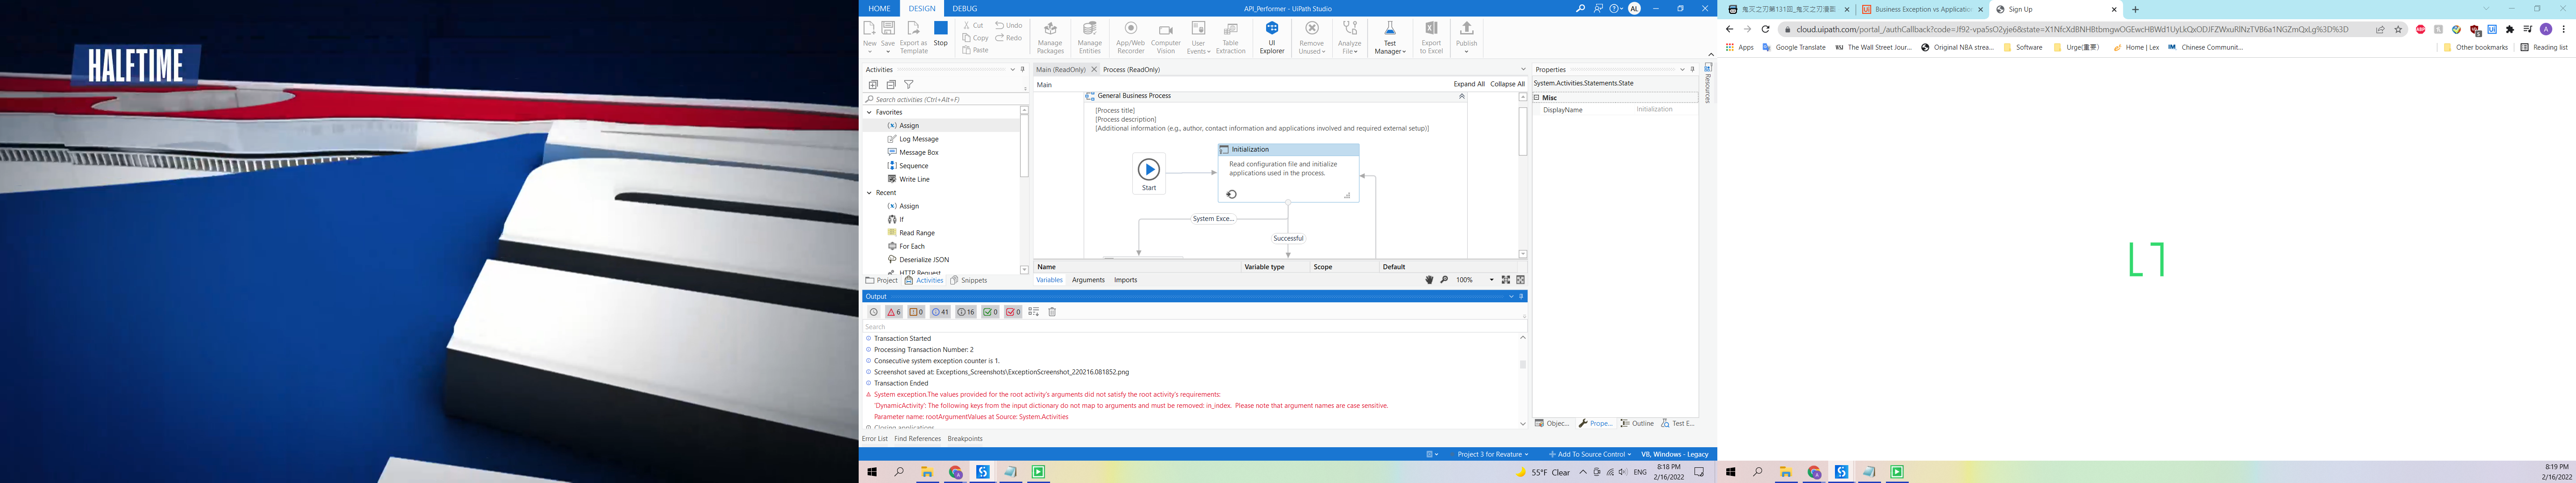 HALFTIME
HOME DESIGN DEBUG
API_Performer - UiPath Studio
AL
New Save Export as Template Stop
Cut Copy Paste Undo Redo
Manage Packages
Manage Entities
App/Web Recorder
Computer Vision
User Events
Table Extraction
UI Explorer
Remove Unused
Analyze File
Test Manager
Export to Excel
Publish
Activities
Search activities (Ctrl+Alt+F)
Favorites
Assign
Log Message
Message Box
Sequence
Write Line
Recent
Assign
If
Read Range
For Each
Deserialize JSON
HTTP Request
Project Activities Snippets
Main (ReadOnly) Process (ReadOnly)
Main
Expand All Collapse All
General Business Process
[Process title]
[Process description]
[Additional information (e.g., author, contact information and applications involved and required external setup)]
Start
Initialization
Read configuration file and initialize
applications used in the process.
System Exce...
Successful
Name Variable type Scope Default
Variables Arguments Imports
100%
Properties
System.Activities.Statements.State
Misc
DisplayName Initialization
Resources
Objec... Prope... Outline Test E...
Output
6 0 41 16 0 0
Search
Transaction Started
Processing Transaction Number: 2
Consecutive system exception counter is 1.
Screenshot saved at: Exceptions_Screenshots\ExceptionScreenshot_220216.081852.png
Transaction Ended
System exception.The values provided for the root activity's arguments did not satisfy the root activity's requirements:
'DynamicActivity': The following keys from the input dictionary do not map to arguments and must be removed: in_index. Please note that argument names are case sensitive.
Parameter name: rootArgumentValues at Source: System.Activities
Closing applications...
Error List Find References Breakpoints
Project 3 for Revature Add To Source Control VB, Windows - Legacy
55°F Clear ENG 8:18 PM
2/16/2022
鬼灭之刃第131回_鬼灭之刃漫画
Business Exception vs Application
Sign Up
cloud.uipath.com/portal_/authCallback?code=Jf92-vpa5sO2yje6&state=X1NfcXdBNHBtbmgwOGEwcHBWd1UyLkQxODJFZWxuRlNzTVB6a1NGZmQxLg%3D%3D
Apps Google Translate The Wall Street Jour... Original NBA strea... Software Urge(重要) Home | Lex Chinese Communit...
Other bookmarks Reading list
8:19 PM
2/16/2022